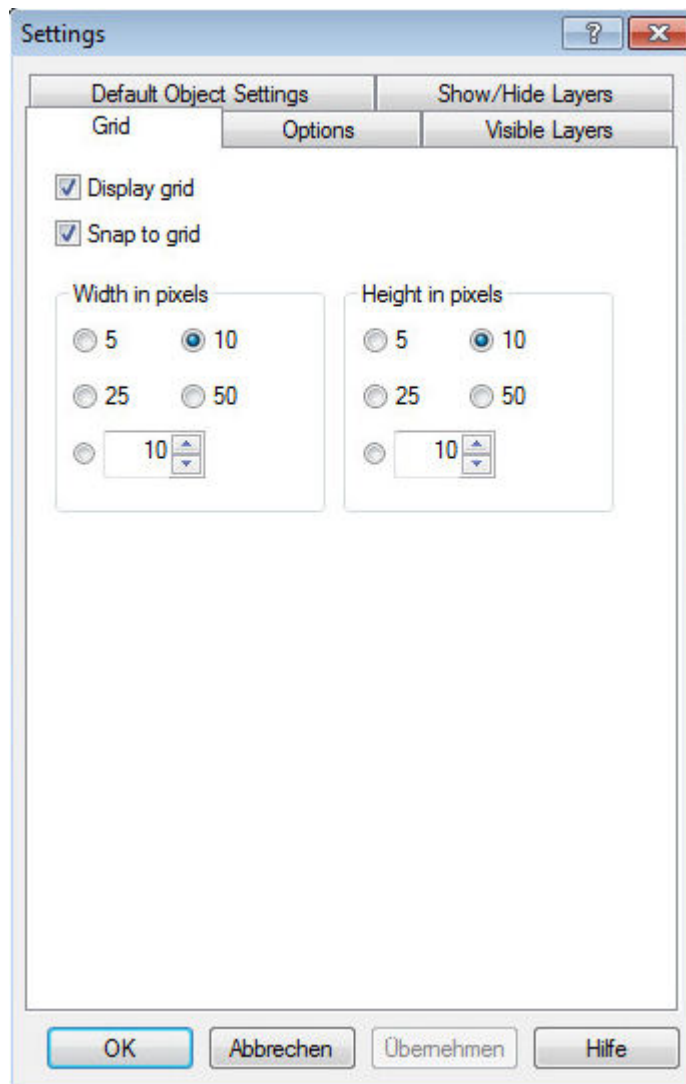 Settings
Default Object Settings Show/Hide Layers
Grid Options Visible Layers
Display grid
Snap to grid
Width in pixels Height in pixels
5 10 5 10
25 50 25 50
10 10
OK Abbrechen Übernehmen Hilfe